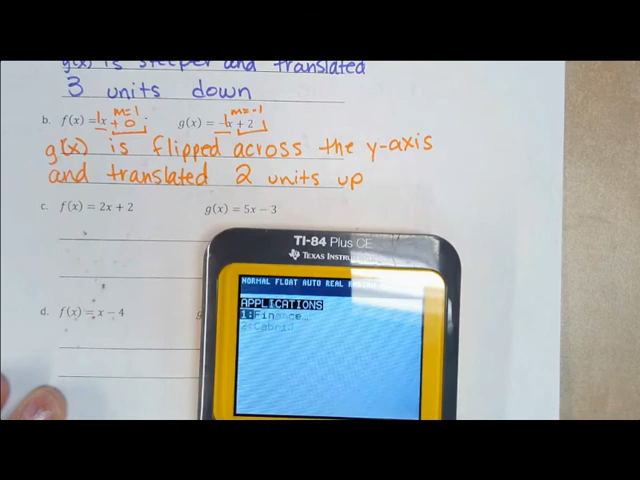 g(x) is steeper and translated
3 units down
b. f(x) = 1x + 0 m=1 g(x) = -1x + 2 m=-1
g(x) is flipped across the y-axis
and translated 2 units up
c. f(x) = 2x + 2 g(x) = 5x − 3
d. f(x) = x − 4
TI-84 Plus CE
TEXAS INSTRUM
NORMAL FLOAT AUTO REAL
APPLICATIONS
1:Finance…
2:Cabri